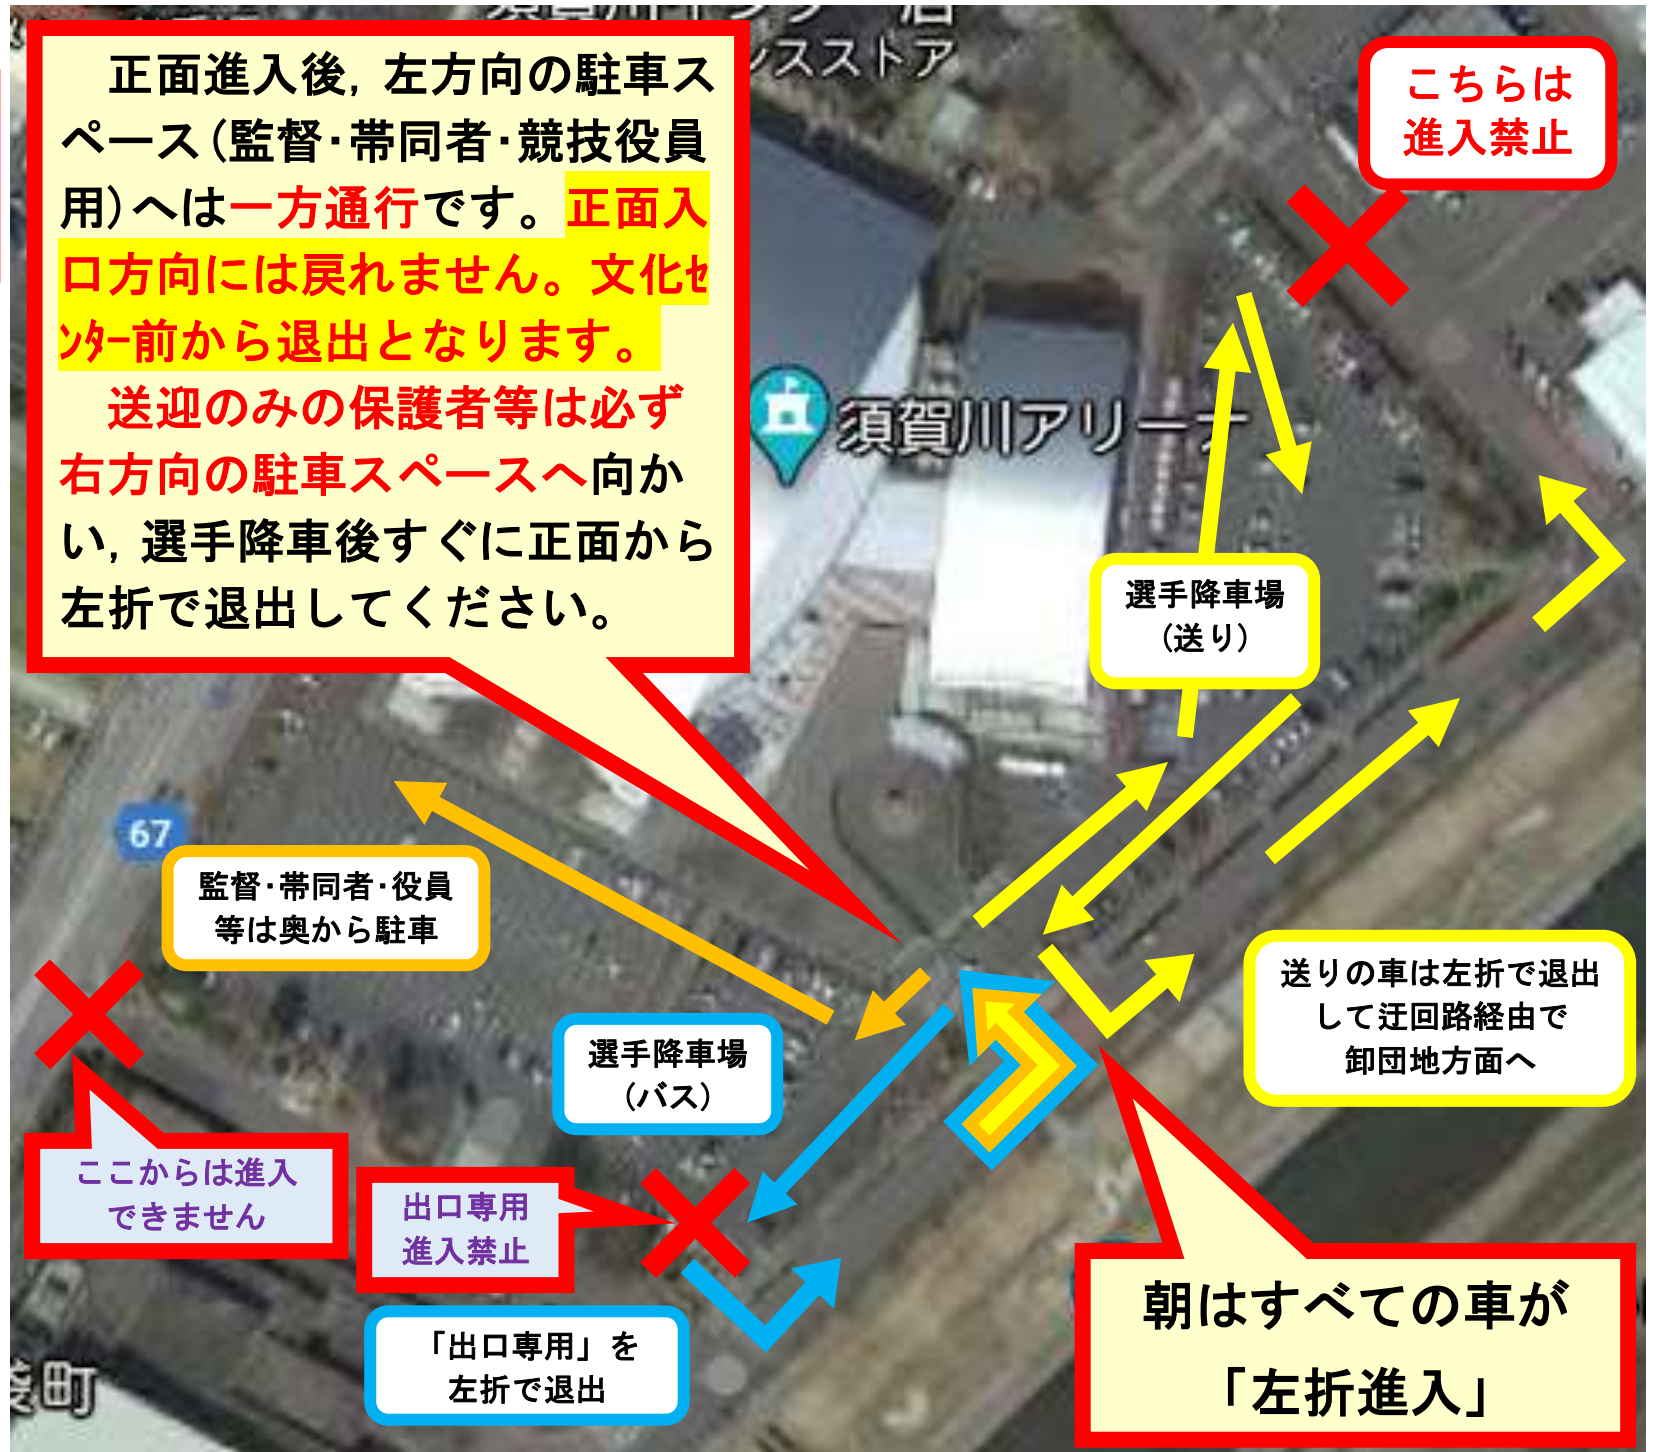 正面進入後，左方向の駐車ス
ペース（監督・帯同者・競技役員
用）へは一方通行です。正面入
口方向には戻れません。文化ｾ
ﾝﾀｰ前から退出となります。
送迎のみの保護者等は必ず
右方向の駐車スペースへ向か
い，選手降車後すぐに正面から
左折で退出してください。
ンスストア
こちらは
進入禁止
須賀川アリーナ
選手降車場
（送り）
67
監督・帯同者・役員
等は奥から駐車
選手降車場
（バス）
送りの車は左折で退出
して迂回路経由で
卸団地方面へ
ここからは進入
できません
出口専用
進入禁止
「出口専用」を
左折で退出
朝はすべての車が
「左折進入」
町